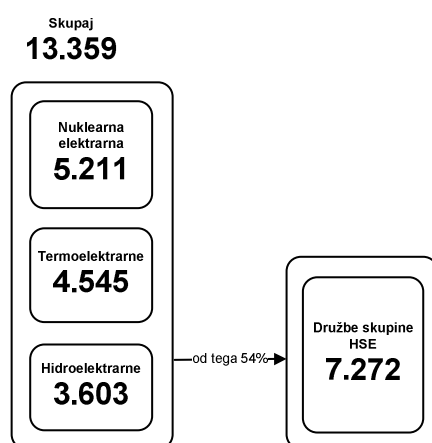 Skupaj
13.359
Nuklearna
elektrarna
5.211
Termoelektrarne
4.545
Hidroelektrarne
3.603
od tega 54%
Družbe skupine
HSE
7.272